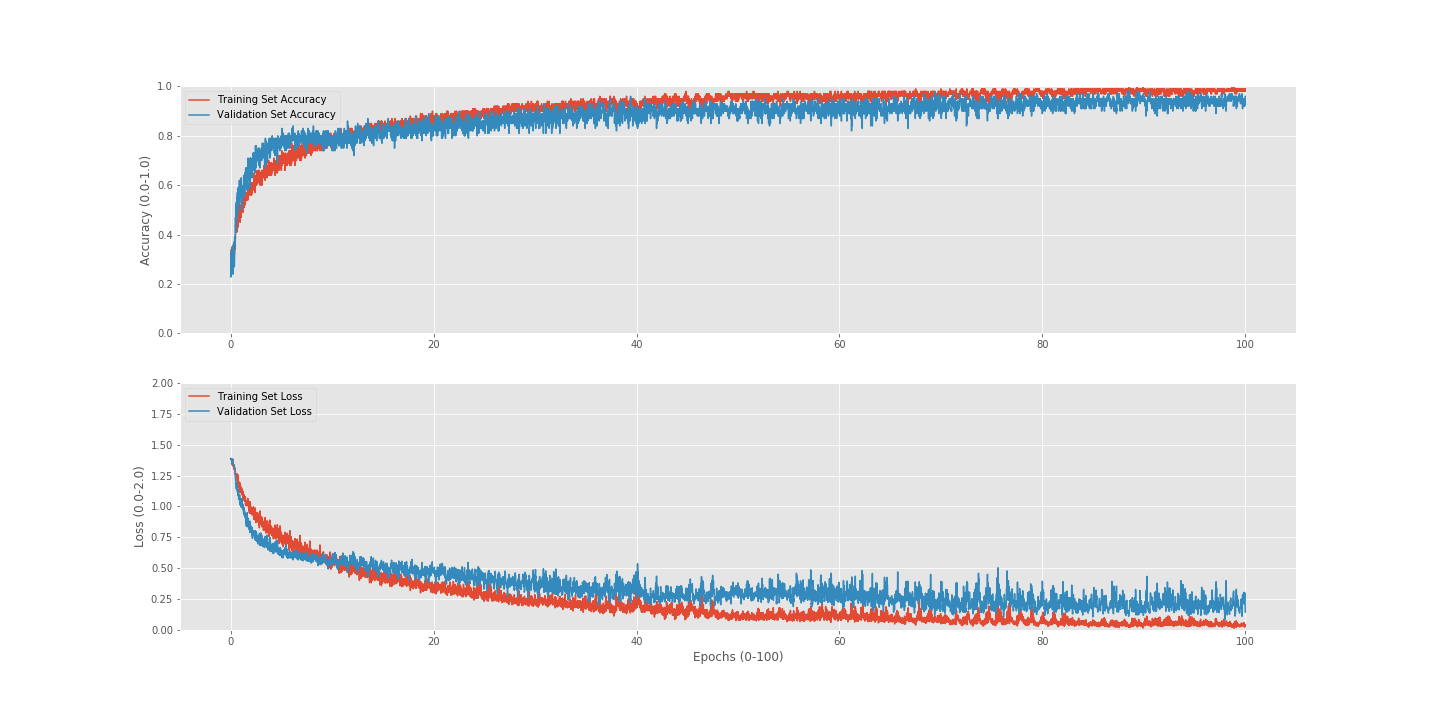 1.0
Training Set Accuracy
Validation Set Accuracy
0.8
0.6
0.4
0.2
0.0
Accuracy (0.0-1.0)
0 20 40 60 80 100
2.00
Training Set Loss
Validation Set Loss
1.75
1.50
1.25
1.00
0.75
0.50
0.25
0.00
Loss (0.0-2.0)
0 20 40 60 80 100
Epochs (0-100)